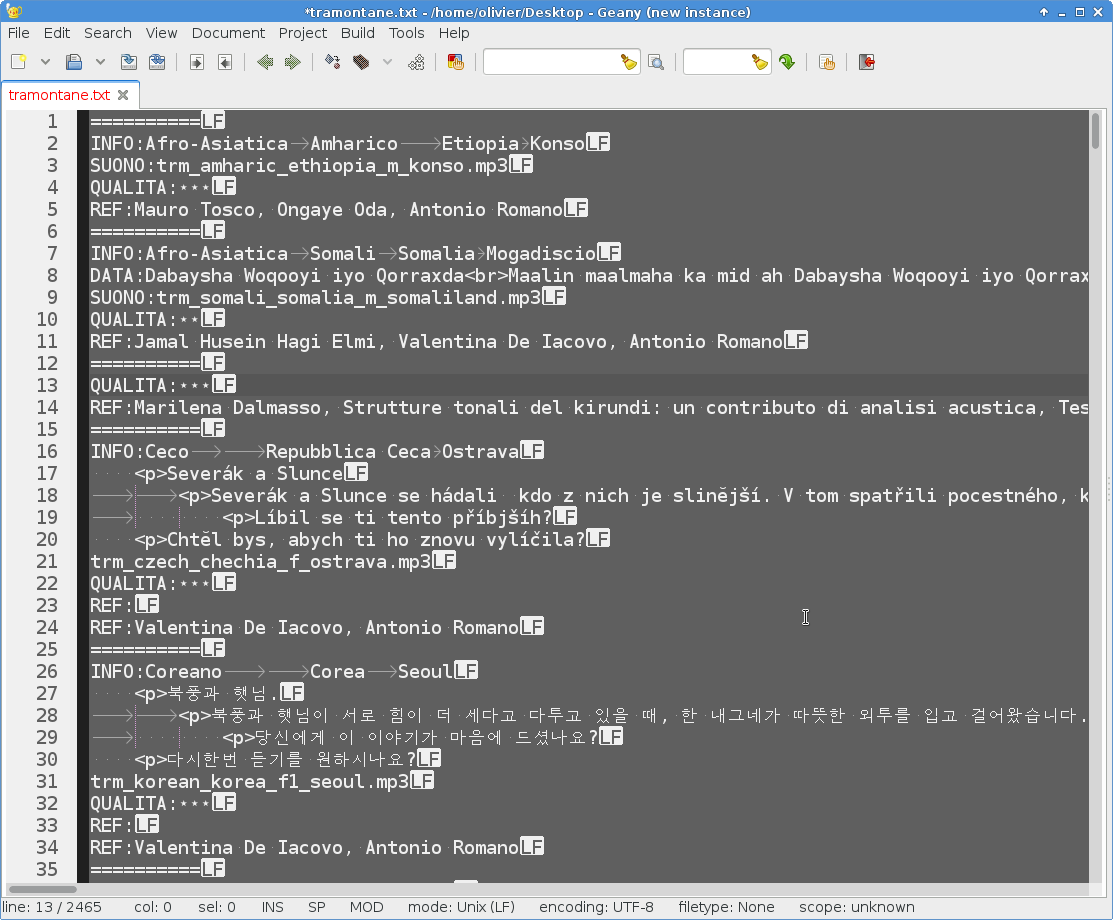 *tramontane.txt - /home/olivier/Desktop - Geany (new instance)
File Edit Search View Document Project Build Tools Help
tramontane.txt
1 ==========LF
2 INFO:Afro-Asiatica Amharico Etiopia KonsoLF
3 SUONO:trm_amharic_ethiopia_m_konso.mp3LF
4 QUALITA:⋆⋆⋆LF
5 REF:Mauro Tosco, Ongaye Oda, Antonio RomanoLF
6 ==========LF
7 INFO:Afro-Asiatica Somali Somalia MogadiscioLF
8 DATA:Dabaysha Woqooyi iyo Qorraxda<br>Maalin maalmaha ka mid ah Dabaysha Woqooyi iyo Qorrax
9 SUONO:trm_somali_somalia_m_somaliland.mp3LF
10 QUALITA:⋆⋆LF
11 REF:Jamal Husein Hagi Elmi, Valentina De Iacovo, Antonio RomanoLF
12 ==========LF
13 QUALITA:⋆⋆⋆LF
14 REF:Marilena Dalmasso, Strutture tonali del kirundi: un contributo di analisi acustica, Tes
15 ==========LF
16 INFO:Ceco Repubblica Ceca OstravaLF
17 <p>Severák a SlunceLF
18 <p>Severák a Slunce se hádali kdo z nich je slinější. V tom spatřili pocestného, k
19 <p>Líbil se ti tento příbjšíh?LF
20 <p>Chtěl bys, abych ti ho znovu vylíčila?LF
21 trm_czech_chechia_f_ostrava.mp3LF
22 QUALITA:⋆⋆⋆LF
23 REF:LF
24 REF:Valentina De Iacovo, Antonio RomanoLF
25 ==========LF
26 INFO:Coreano Corea SeoulLF
27 <p>북풍과 햇님.LF
28 <p>북풍과 햇님이 서로 힘이 더 세다고 다투고 있을 때, 한 내그네가 따뜻한 외투를 입고 걸어왔습니다.
29 <p>당신에게 이 이야기가 마음에 드셨나요?LF
30 <p>다시한번 듣기를 원하시나요?LF
31 trm_korean_korea_f1_seoul.mp3LF
32 QUALITA:⋆⋆⋆LF
33 REF:LF
34 REF:Valentina De Iacovo, Antonio RomanoLF
35 ==========LF
line: 13 / 2465 col: 0 sel: 0 INS SP MOD mode: Unix (LF) encoding: UTF-8 filetype: None scope: unknown